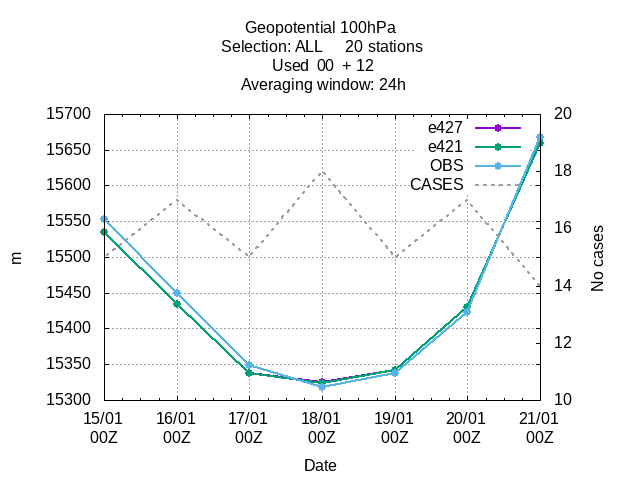 Geopotential 100hPa
Selection: ALL     20 stations
Used  00  + 12
Averaging window: 24h
15700
15650
15600
15550
15500
15450
15400
15350
15300
m
20
18
16
14
12
10
No cases
e427
e421
OBS
CASES
15/01 16/01 17/01 18/01 19/01 20/01 21/01
00Z 00Z 00Z 00Z 00Z 00Z 00Z
Date